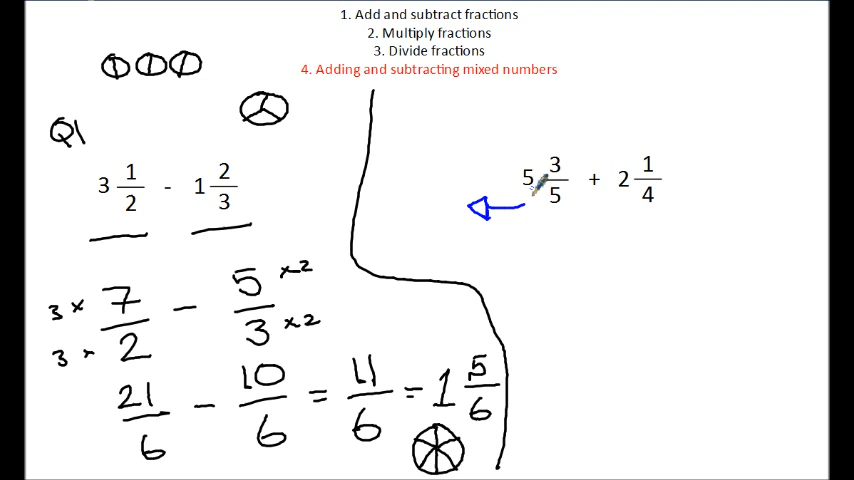 1. Add and subtract fractions
2. Multiply fractions
3. Divide fractions
4. Adding and subtracting mixed numbers
Q1
3 1/2 - 1 2/3
5 3/5 + 2 1/4
3 × 7/2 × 3 - 5/3 ×2 ×2
21/6 - 10/6 = 11/6 = 1 5/6